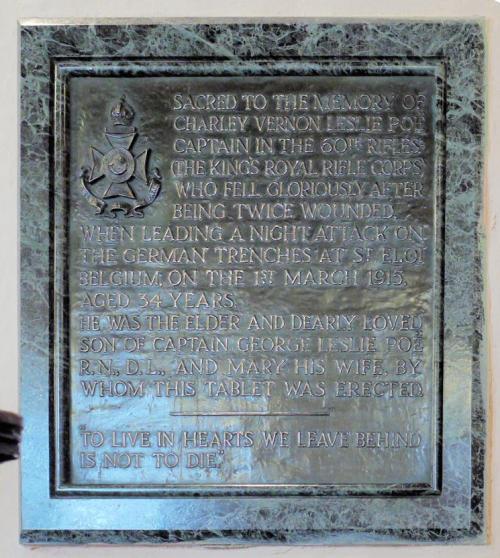 SACRED TO THE MEMORY OF
CHARLEY VERNON LESLIE POË
CAPTAIN IN THE 60TH RIFLES
(THE KING'S ROYAL RIFLE CORPS)
WHO FELL GLORIOUSLY AFTER
BEING TWICE WOUNDED,
WHEN LEADING A NIGHT ATTACK ON
THE GERMAN TRENCHES AT ST. ELOI
BELGIUM, ON THE 1ST MARCH 1915,
AGED 34 YEARS.
HE WAS THE ELDER AND DEARLY LOVED
SON OF CAPTAIN GEORGE LESLIE POË
R.N., D.L., AND MARY HIS WIFE, BY
WHOM THIS TABLET WAS ERECTED.
"TO LIVE IN HEARTS WE LEAVE BEHIND
IS NOT TO DIE."